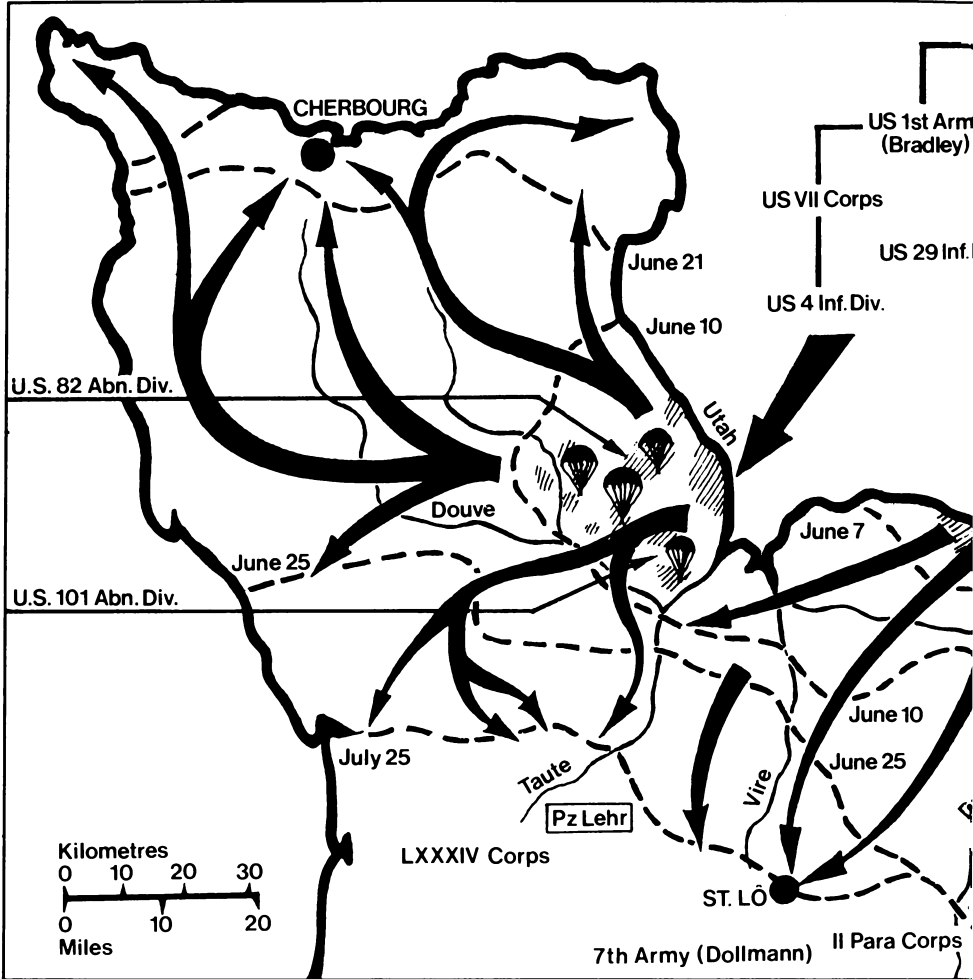 CHERBOURG
US 1st Arm
(Bradley)
US VII Corps
US 29 Inf.
June 21
US 4 Inf. Div.
June 10
U.S. 82 Abn. Div.
Utah
Douve
June 7
June 25
U.S. 101 Abn. Div.
June 10
July 25
June 25
Taute
Vire
Pz Lehr
LXXXIV Corps
Kilometres
0 10 20 30
0 10 20
Miles
ST. LÔ
7th Army (Dollmann)
II Para Corps